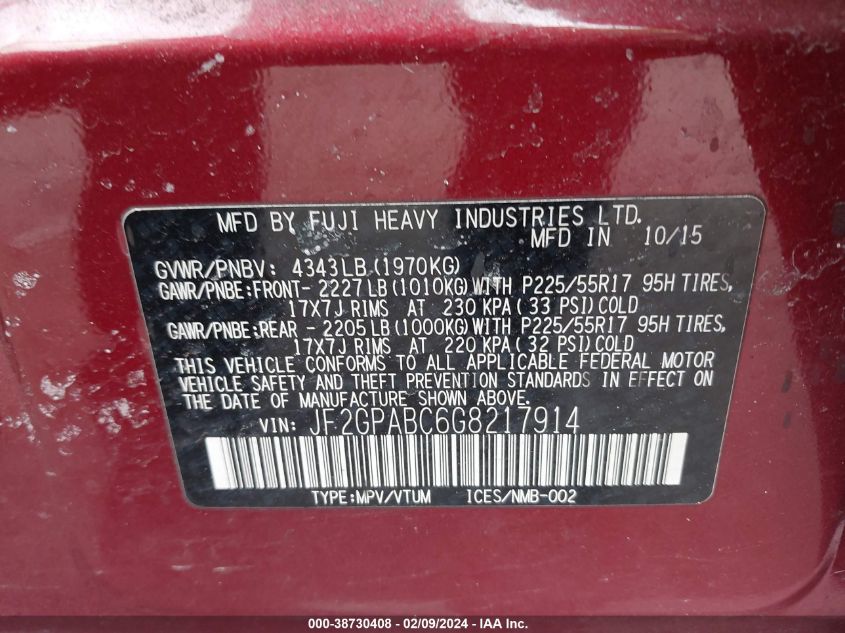 MFD BY FUJI HEAVY INDUSTRIES LTD.
MFD IN 10/15
GVWR/PNBV: 4343LB (1970KG)
GAWR/PNBE:FRONT- 2227LB (1010KG) WITH P225/55R17 95H TIRES,
17X7J RIMS AT 230 KPA (33 PSI) COLD
GAWR/PNBE:REAR - 2205LB (1000KG) WITH P225/55R17 95H TIRES,
17X7J RIMS AT 220 KPA (32 PSI) COLD
THIS VEHICLE CONFORMS TO ALL APPLICABLE FEDERAL MOTOR
VEHICLE SAFETY AND THEFT PREVENTION STANDARDS IN EFFECT ON
THE DATE OF MANUFACTURE SHOWN ABOVE.
VIN: JF2GPABC6G8217914
TYPE:MPV/VTUM ICES/NMB-002
000-38730408 - 02/09/2024 - IAA Inc.